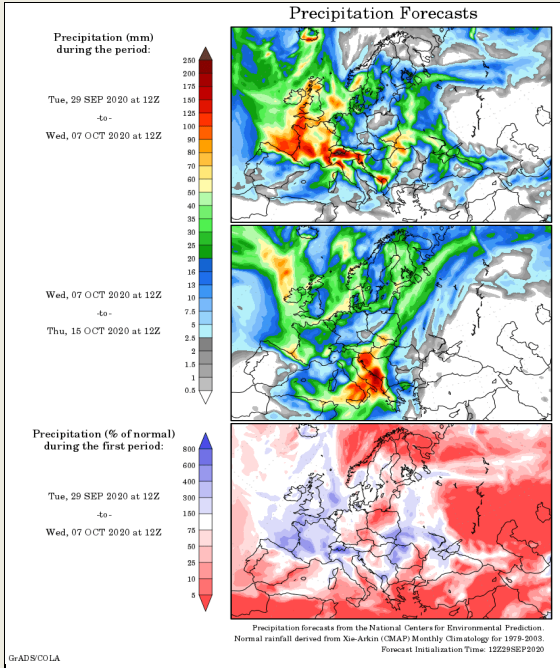 Precipitation Forecasts
Precipitation (mm)
during the period:
Tue, 29 SEP 2020 at 12Z
-to-
Wed, 07 OCT 2020 at 12Z
250
200
175
150
125
100
90
80
70
60
50
40
35
30
25
20
16
13
10
7.5
5
2.5
2
1.5
1
0.5
Wed, 07 OCT 2020 at 12Z
-to-
Thu, 15 OCT 2020 at 12Z
Precipitation (% of normal)
during the first period:
Tue, 29 SEP 2020 at 12Z
-to-
Wed, 07 OCT 2020 at 12Z
800
600
400
300
150
75
50
25
10
5
Precipitation forecasts from the National Centers for Environmental Prediction.
Normal rainfall derived from Xie-Arkin (CMAP) Monthly Climatology for 1979-2003.
Forecast Initialization Time: 12Z29SEP2020
GrADS/COLA